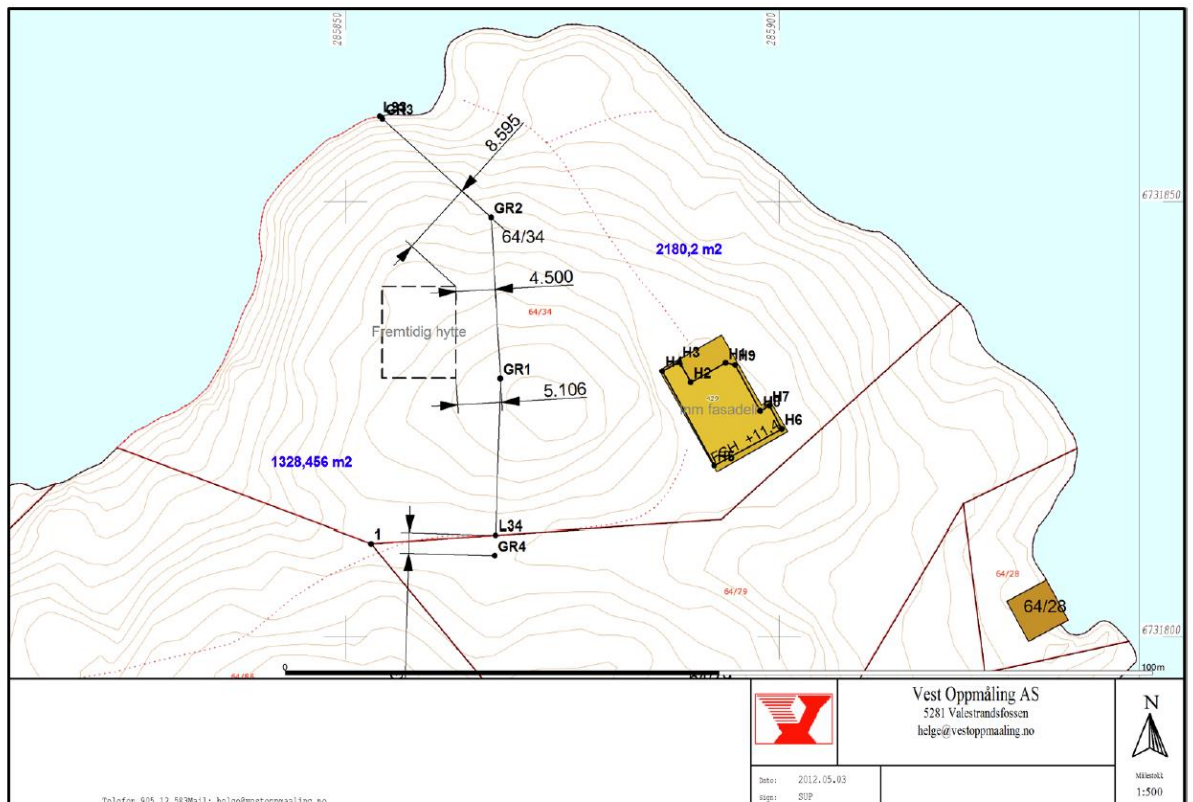 285850
285900
GR3
8.595
6731850
GR2
64/34
2180,2 m2
4.500
64/34
Fremtidig hytte
H3
H9
GR1
H2
H7
5.106
H6
1328,456 m2
L34
1
GR4
64/28
64/29
64/28
6731800
0
100m
Vest Oppmåling AS
5281 Valestrandsfossen
helge@vestoppmaaling.no
N
Målestokk
1:500
Dato: 2012.05.03
Sign: SUP